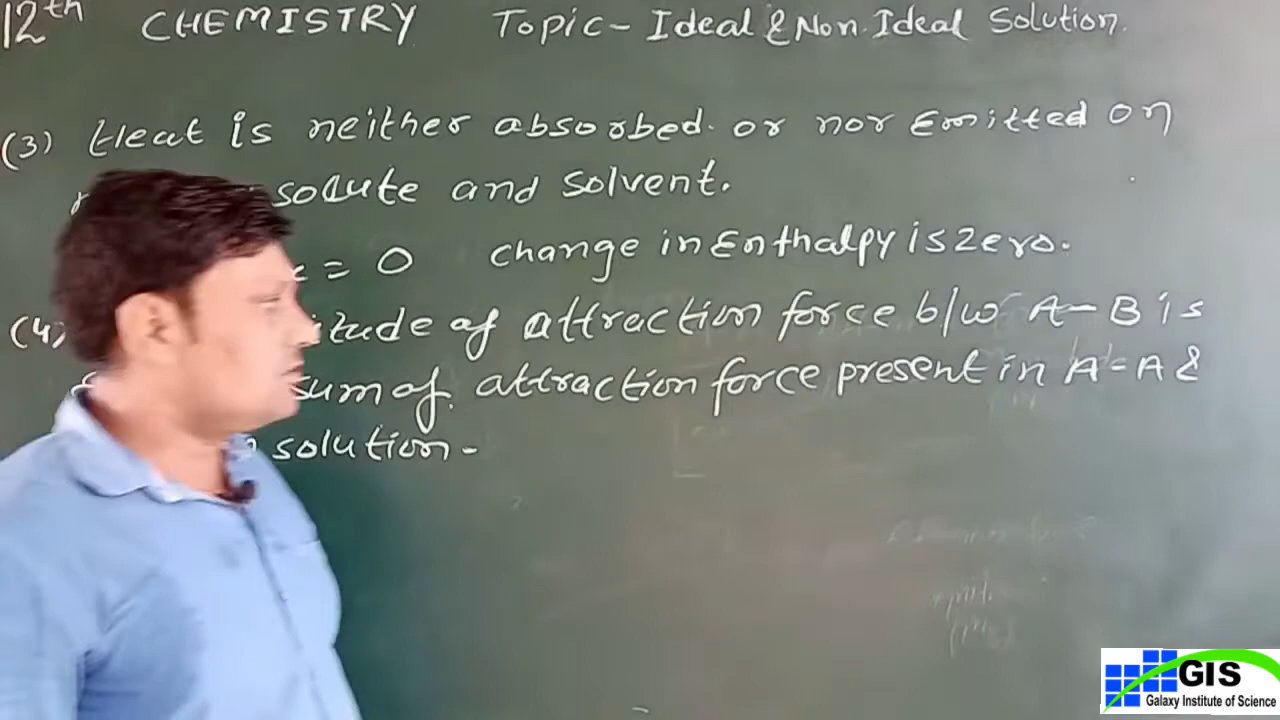 12th CHEMISTRY Topic - Ideal & Non. Ideal Solution.
(3) Heat is neither absorbed. or nor Emitted on
solute and solvent.
= 0 change in Enthalpy is zero.
(4) itude of attraction force b/w A-B is
sum of. attraction force present in A-A &
solution -
GIS
Galaxy Institute of Science